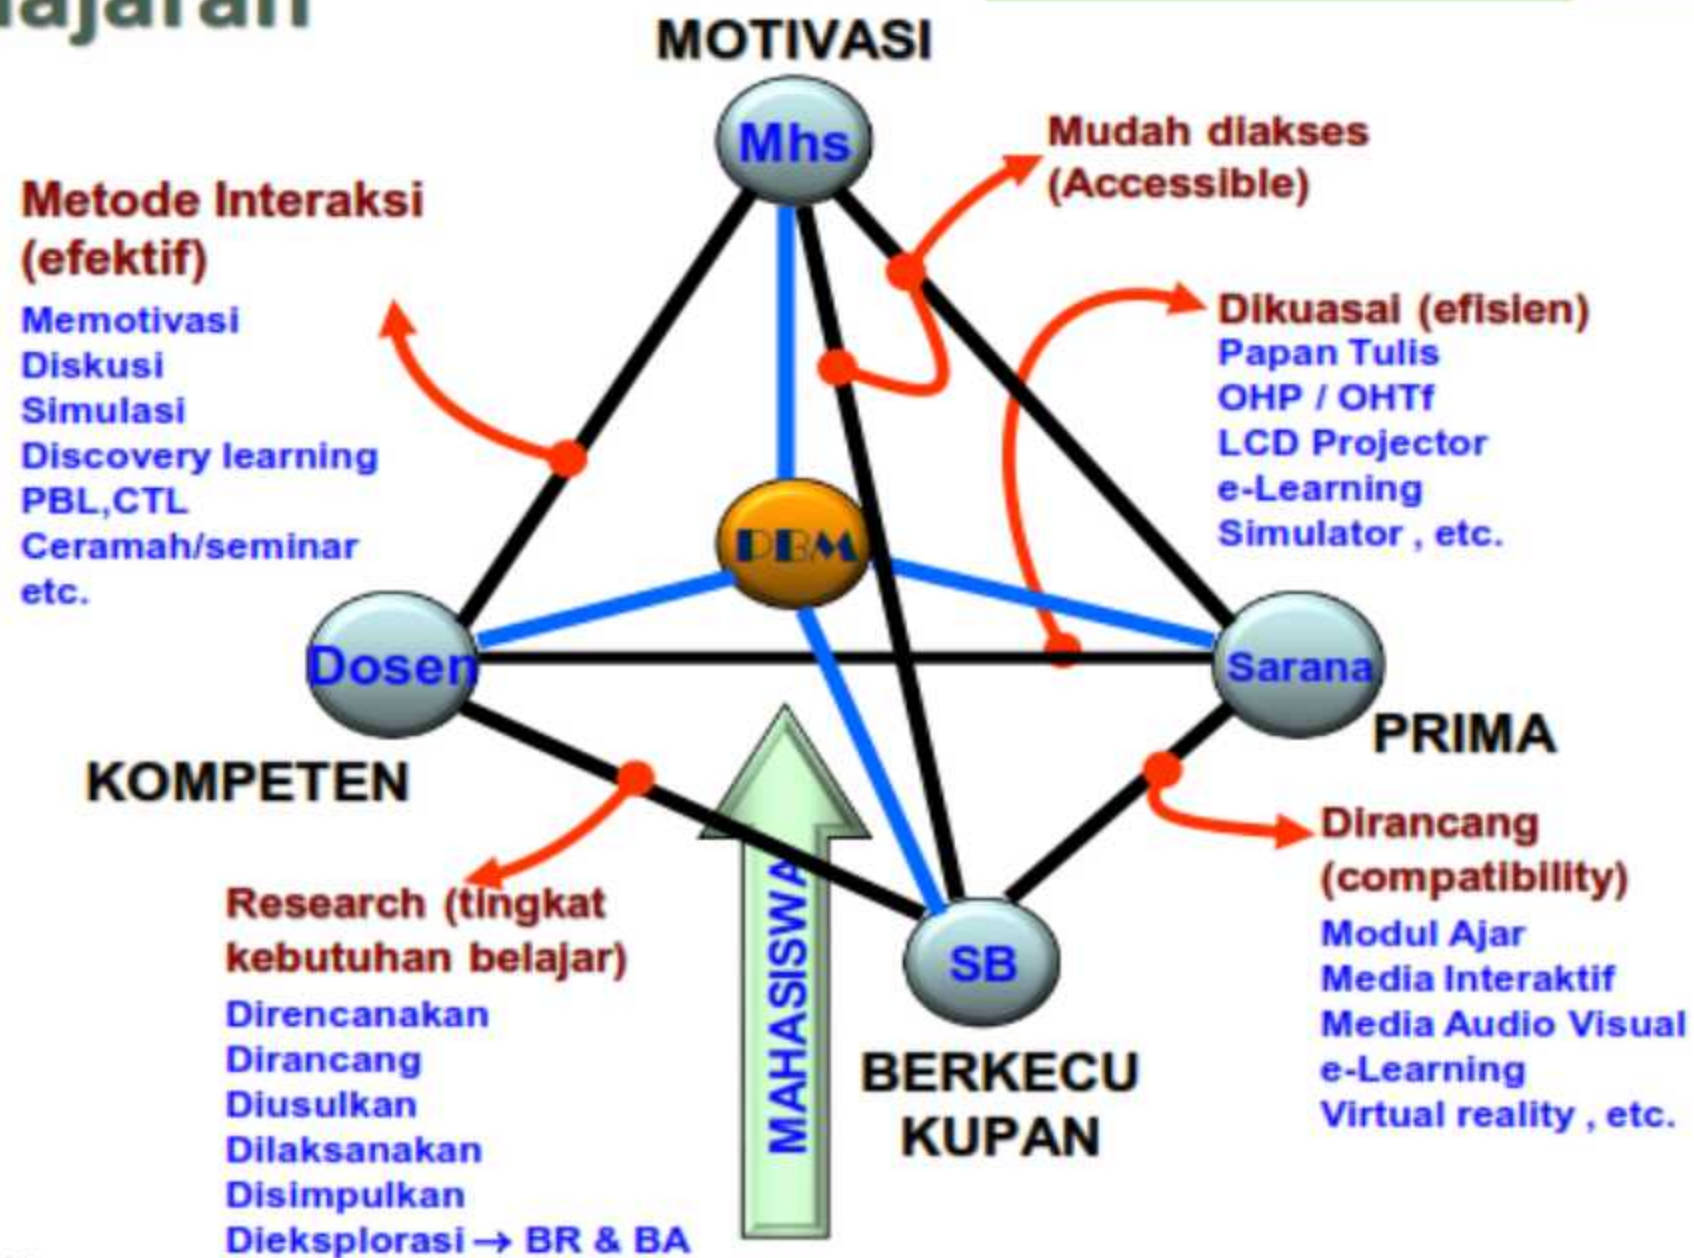 MOTIVASI
Mhs
Mudah diakses
(Accessible)
Metode Interaksi
(efektif)
Memotivasi
Diskusi
Simulasi
Discovery learning
PBL,CTL
Ceramah/seminar
etc.
Dikuasai (efisien)
Papan Tulis
OHP / OHTf
LCD Projector
e-Learning
Simulator , etc.
PBM
Dosen
Sarana
KOMPETEN
PRIMA
Research (tingkat
kebutuhan belajar)
Direncanakan
Dirancang
Diusulkan
Dilaksanakan
Disimpulkan
Dieksplorasi → BR & BA
MAHASISWA
SB
BERKECU
KUPAN
Dirancang
(compatibility)
Modul Ajar
Media Interaktif
Media Audio Visual
e-Learning
Virtual reality , etc.